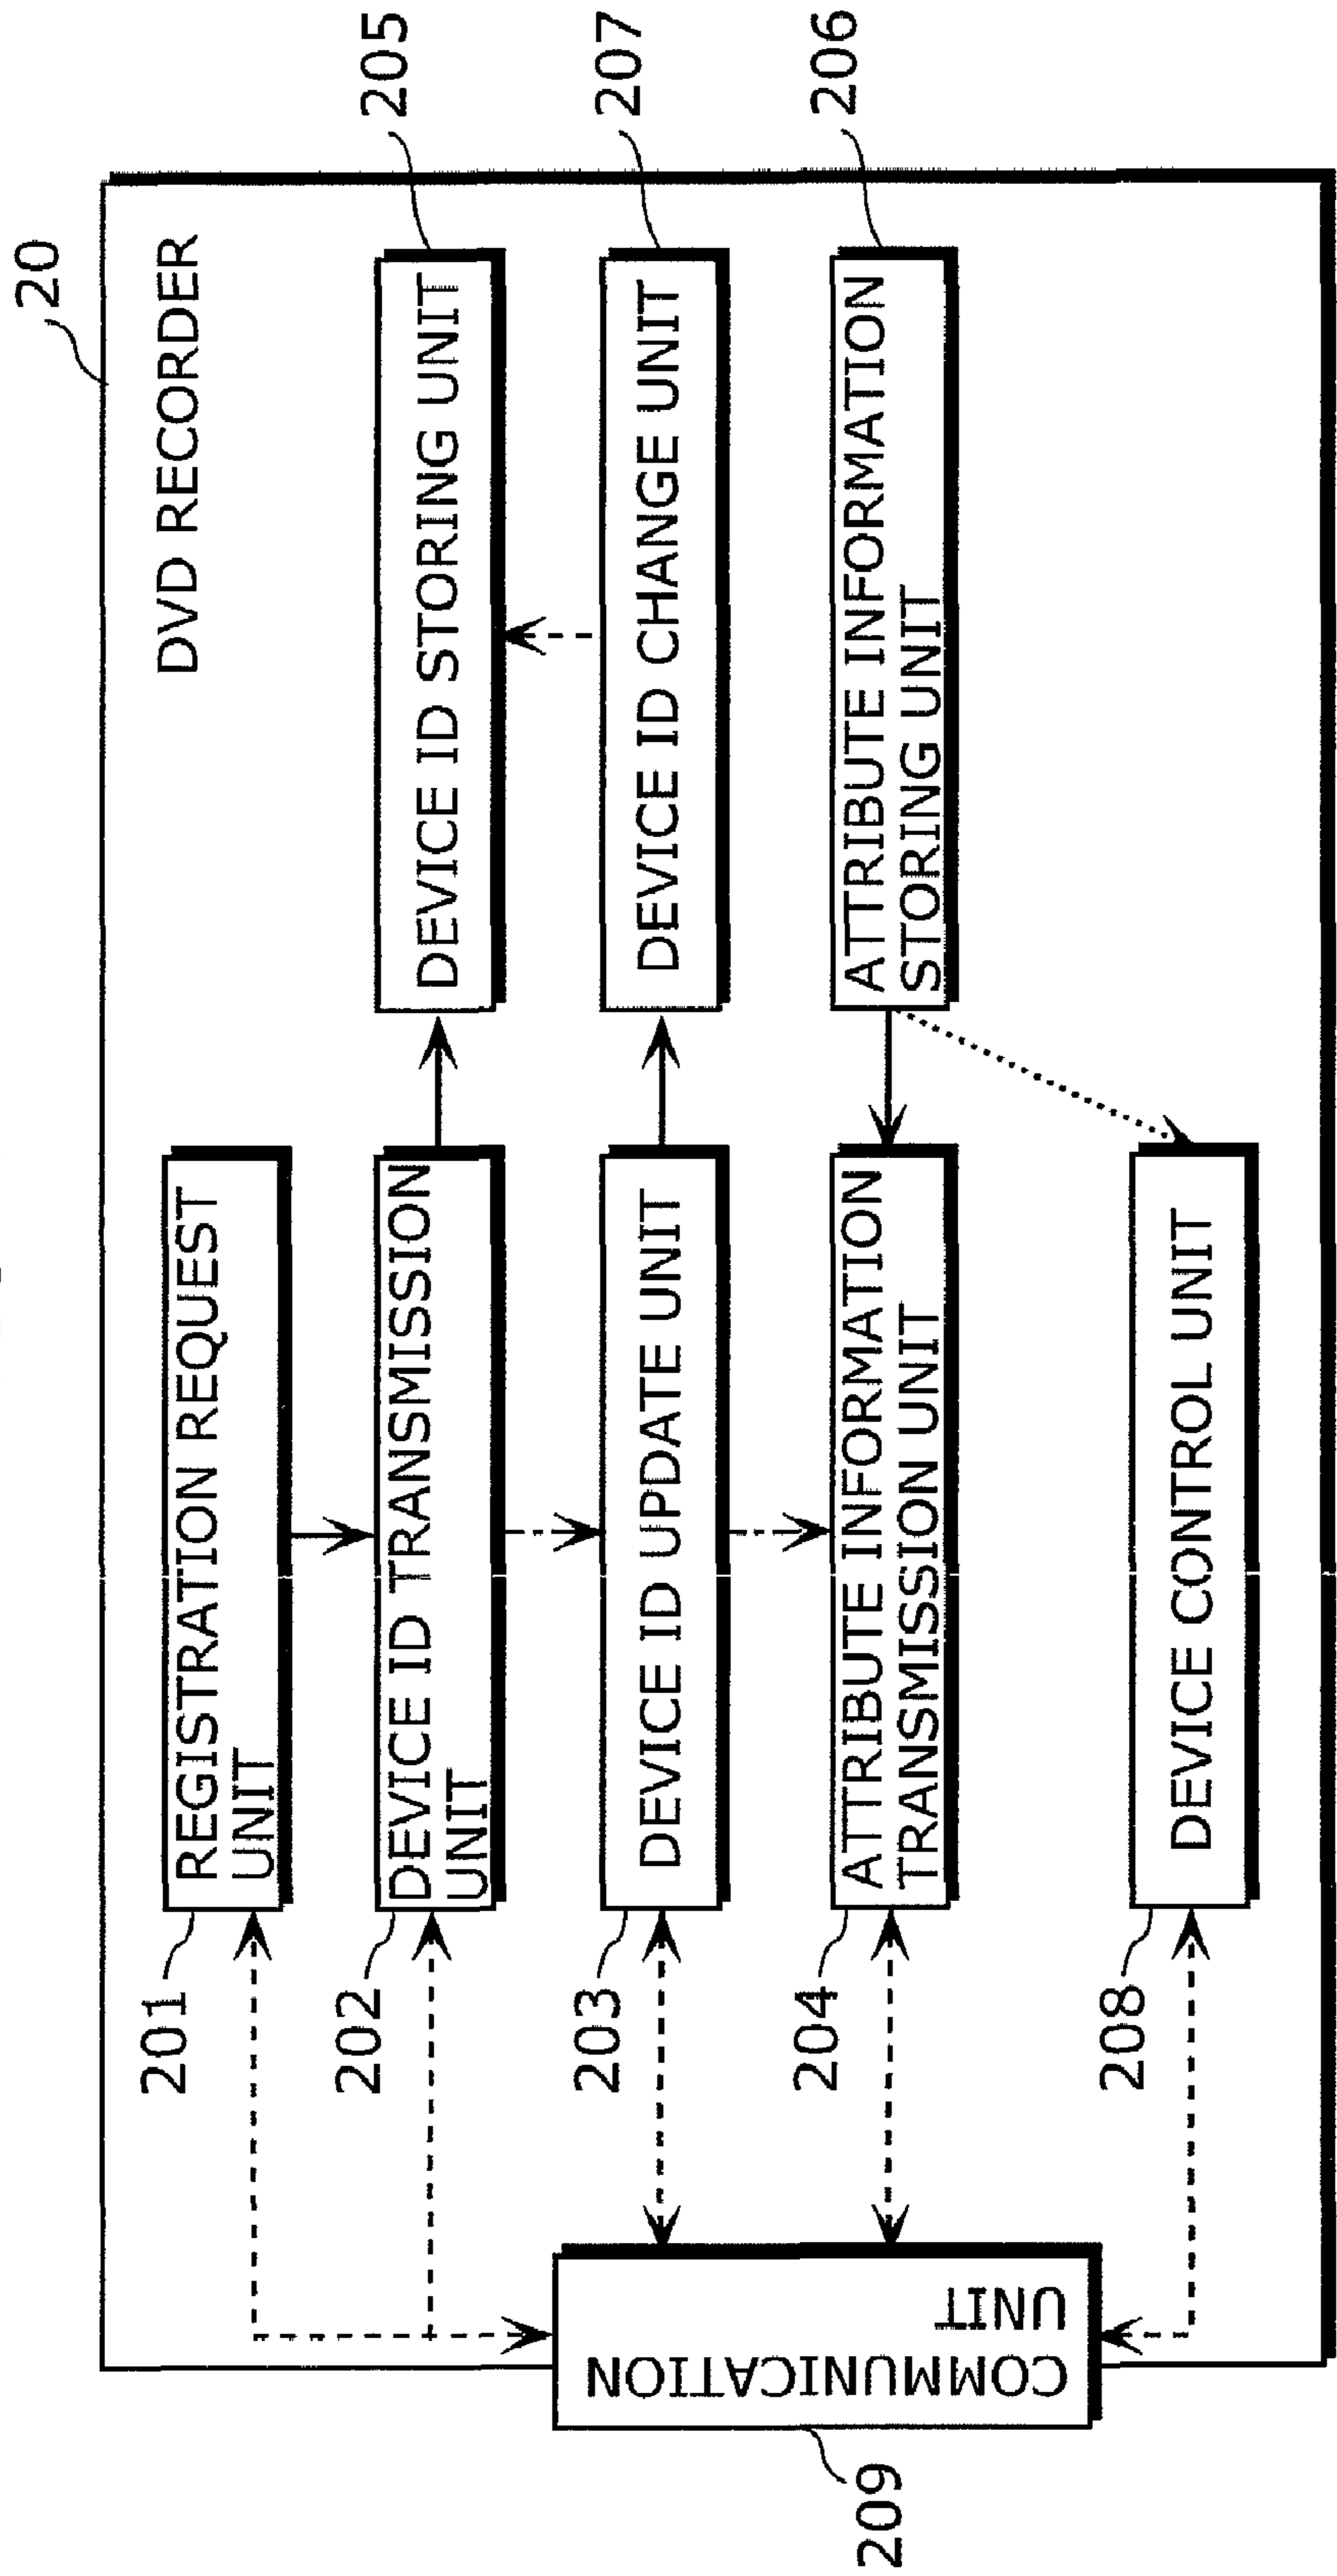 20
DVD RECORDER
201
REGISTRATION REQUEST
UNIT
202
DEVICE ID TRANSMISSION
UNIT
205
DEVICE ID STORING UNIT
203
DEVICE ID UPDATE UNIT
207
DEVICE ID CHANGE UNIT
204
ATTRIBUTE INFORMATION
TRANSMISSION UNIT
206
ATTRIBUTE INFORMATION
STORING UNIT
208
DEVICE CONTROL UNIT
209
COMMUNICATION
UNIT